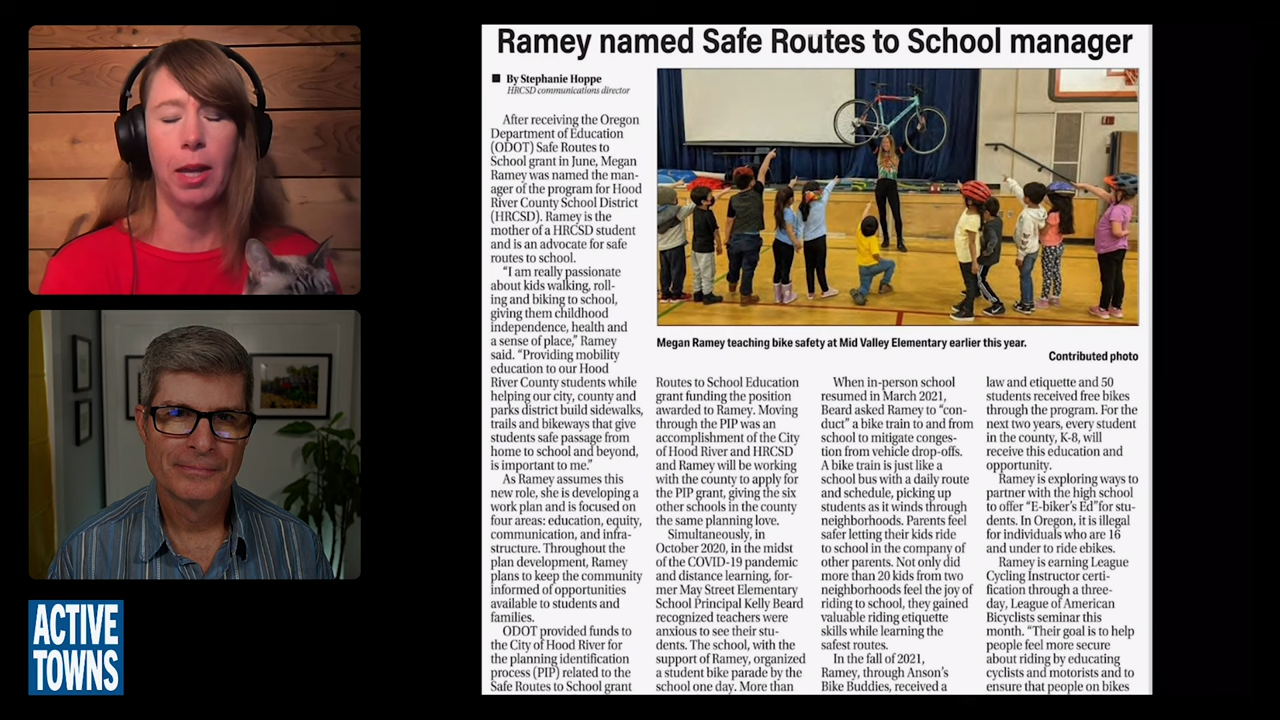 Ramey named Safe Routes to School manager
■ By Stephanie Hoppe
HRCSD communications director
After receiving the Oregon
Department of Education
(ODOT) Safe Routes to
School grant in June, Megan
Ramey was named the man-
ager of the program for Hood
River County School District
(HRCSD). Ramey is the
mother of a HRCSD student
and is an advocate for safe
routes to school.
"I am really passionate
about kids walking, roll-
ing and biking to school,
giving them childhood
independence, health and
a sense of place," Ramey
said. "Providing mobility
education to our Hood
River County students while
helping our city, county and
parks district build sidewalks,
trails and bikeways that give
students safe passage from
home to school and beyond,
is important to me."
As Ramey assumes this
new role, she is developing a
work plan and is focused on
four areas: education, equity,
communication, and infra-
structure. Throughout the
plan development, Ramey
plans to keep the community
informed of opportunities
available to students and
families.
ODOT provided funds to
the City of Hood River for
the planning identification
process (PIP) related to the
Safe Routes to School grant
Megan Ramey teaching bike safety at Mid Valley Elementary earlier this year.
Contributed photo
Routes to School Education
grant funding the position
awarded to Ramey. Moving
through the PIP was an
accomplishment of the City
of Hood River and HRCSD
and Ramey will be working
with the county to apply for
the PIP grant, giving the six
other schools in the county
the same planning love.
Simultaneously, in
October 2020, in the midst
of the COVID-19 pandemic
and distance learning, for-
mer May Street Elementary
School Principal Kelly Beard
recognized teachers were
anxious to see their stu-
dents. The school, with the
support of Ramey, organized
a student bike parade by the
school one day. More than
When in-person school
resumed in March 2021,
Beard asked Ramey to "con-
duct" a bike train to and from
school to mitigate conges-
tion from vehicle drop-offs.
A bike train is just like a
school bus with a daily route
and schedule, picking up
students as it winds through
neighborhoods. Parents feel
safer letting their kids ride
to school in the company of
other parents. Not only did
more than 20 kids from two
neighborhoods feel the joy of
riding to school, they gained
valuable riding etiquette
skills while learning the
safest routes.
In the fall of 2021,
Ramey, through Anson's
Bike Buddies, received a
law and etiquette and 50
students received free bikes
through the program. For the
next two years, every student
in the county, K-8, will
receive this education and
opportunity.
Ramey is exploring ways to
partner with the high school
to offer "E-biker's Ed"for stu-
dents. In Oregon, it is illegal
for individuals who are 16
and under to ride ebikes.
Ramey is earning League
Cycling Instructor certi-
fication through a three-
day, League of American
Bicyclists seminar this
month. "Their goal is to help
people feel more secure
about riding by educating
cyclists and motorists and to
ensure that people on bikes
ACTIVE
TOWNS